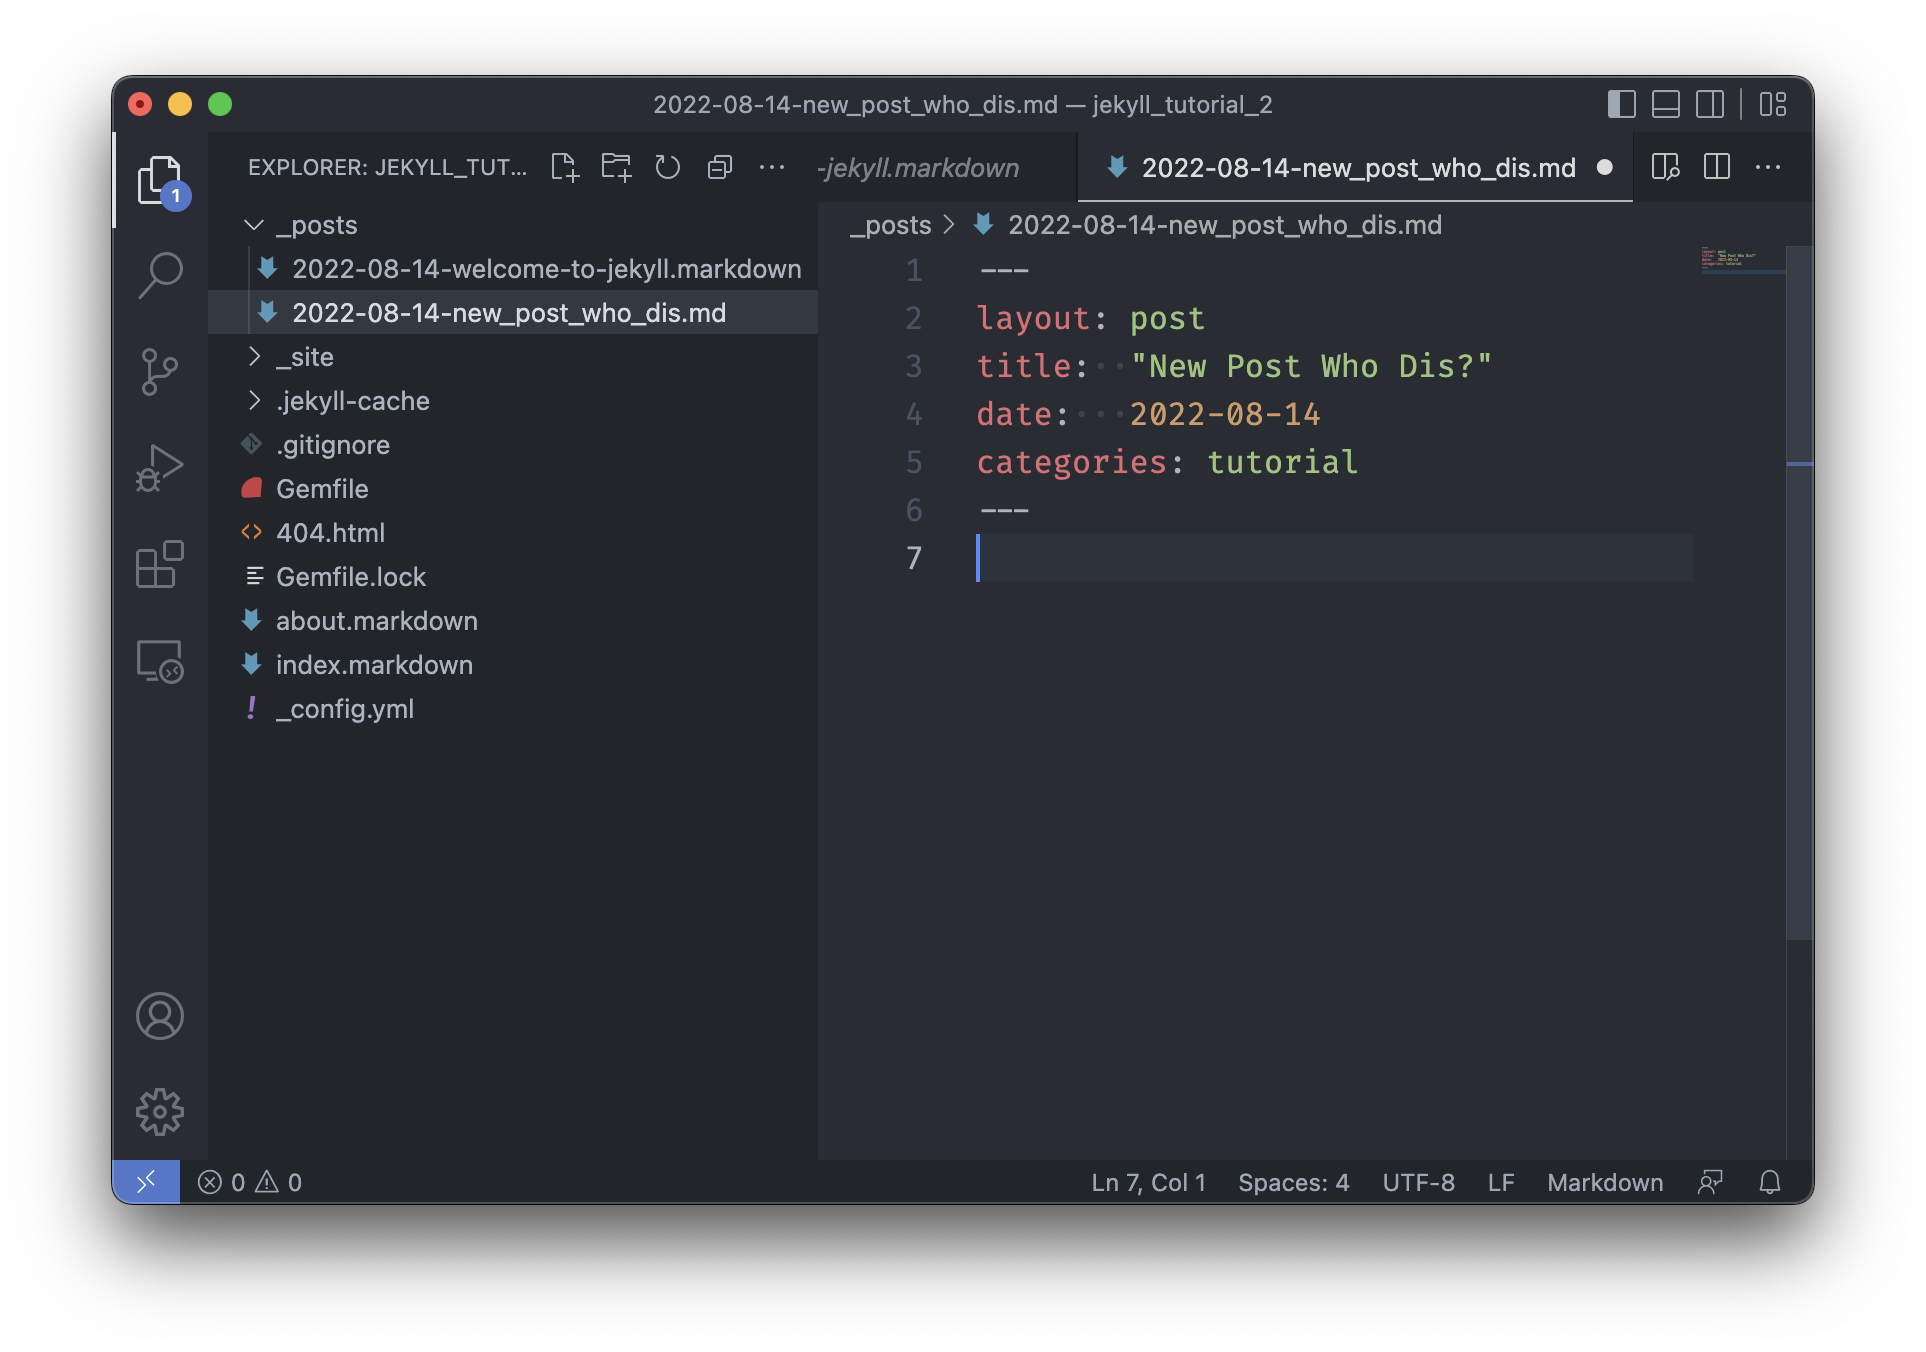 2022-08-14-new_post_who_dis.md — jekyll_tutorial_2
EXPLORER: JEKYLL_TUT...
-jekyll.markdown
2022-08-14-new_post_who_dis.md
1
_posts
2022-08-14-welcome-to-jekyll.markdown
2022-08-14-new_post_who_dis.md
_site
.jekyll-cache
.gitignore
Gemfile
404.html
Gemfile.lock
about.markdown
index.markdown
_config.yml
_posts > 2022-08-14-new_post_who_dis.md
1 ---
2 layout: post
3 title:  "New Post Who Dis?"
4 date:   2022-08-14
5 categories: tutorial
6 ---
7
0 0
Ln 7, Col 1 Spaces: 4 UTF-8 LF Markdown